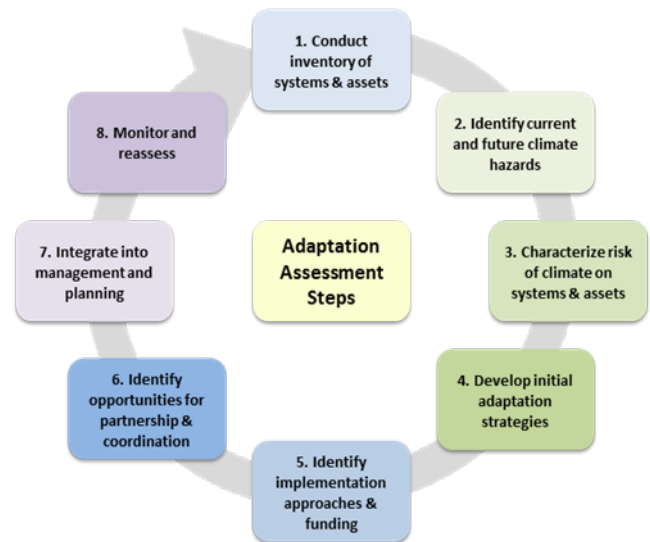 1. Conduct
inventory of
systems & assets
2. Identify current
and future climate
hazards
3. Characterize risk
of climate on
systems & assets
4. Develop initial
adaptation
strategies
5. Identify
implementation
approaches &
funding
6. Identify
opportunities for
partnership &
coordination
7. Integrate into
management and
planning
8. Monitor and
reassess
Adaptation
Assessment
Steps